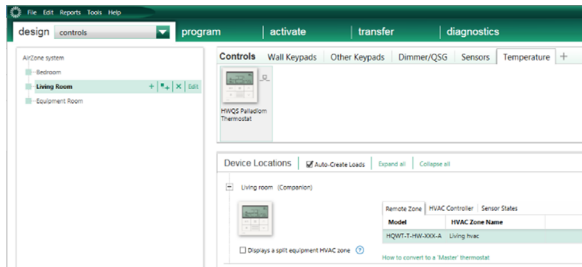 File Edit Reports Tools Help
design controls program activate transfer diagnostics
AirZone system
Bedroom
Living Room + × Edit
Equipment Room
Controls Wall Keypads Other Keypads Dimmer/QSG Sensors Temperature +
HWQS Palladiom
Thermostat
Device Locations Auto-Create Loads Expand all Collapse all
Living room (Companion)
Remote Zone HVAC Controller Sensor States
Model HVAC Zone Name
HQWT-T-HW-XXX-A Living hvac
Displays a split equipment HVAC zone ?
How to convert to a 'Master' thermostat